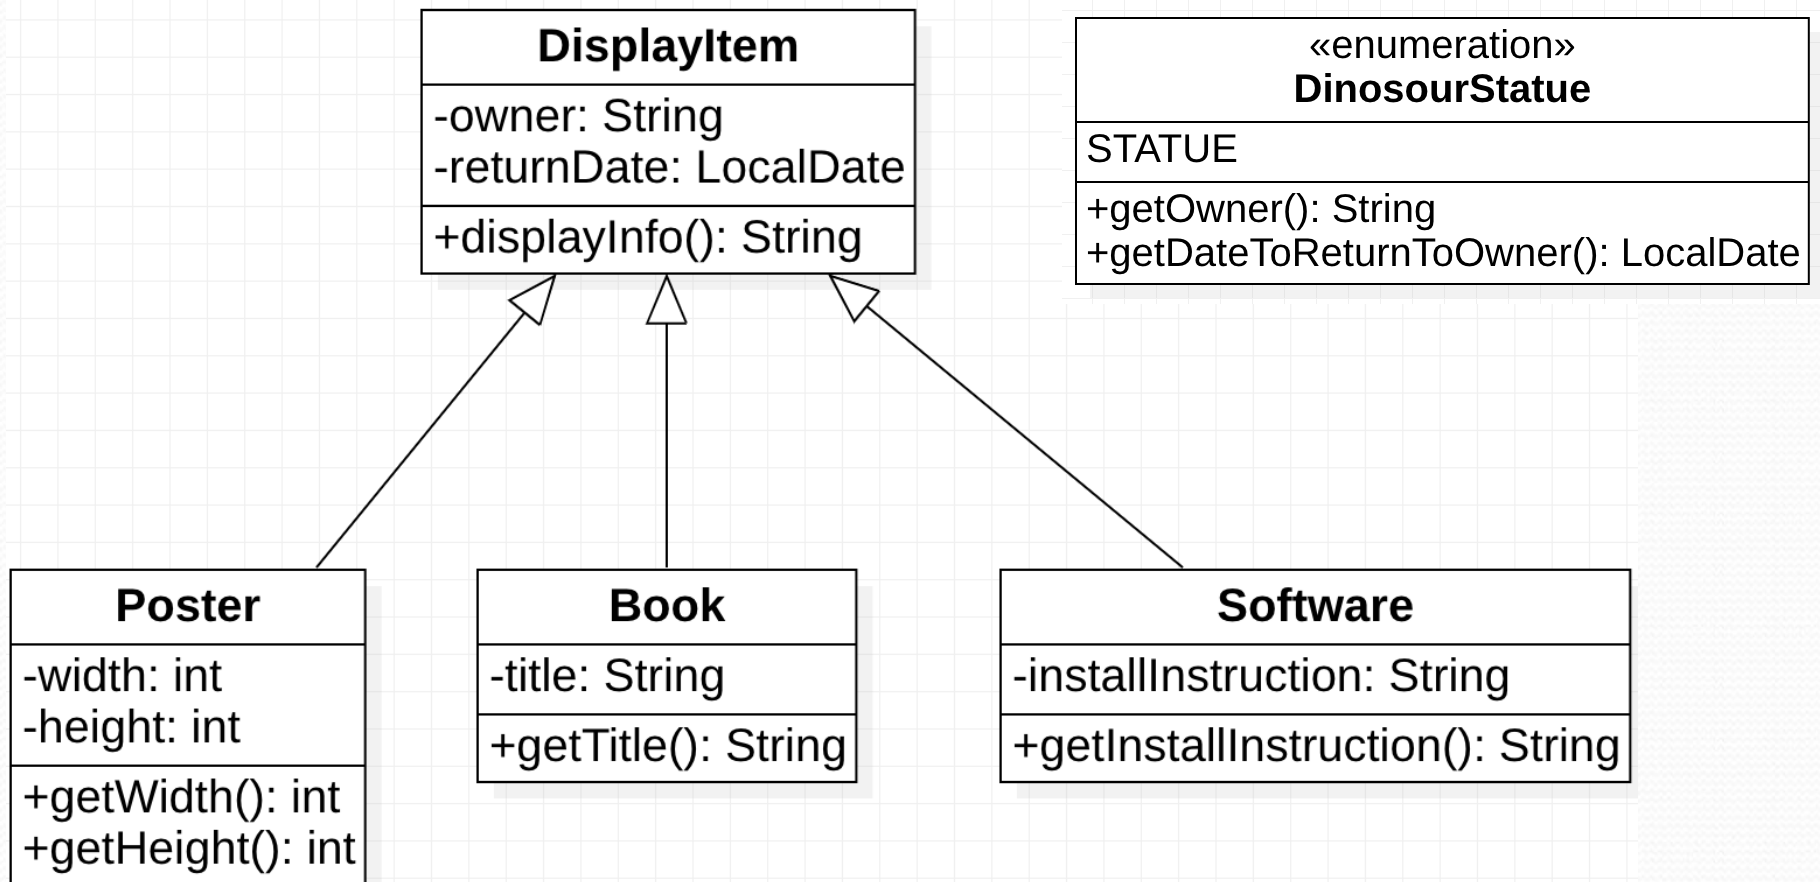 DisplayItem
-owner: String
-returnDate: LocalDate
+displayInfo(): String
«enumeration»
DinosourStatue
STATUE
+getOwner(): String
+getDateToReturnToOwner(): LocalDate
Poster
-width: int
-height: int
+getWidth(): int
+getHeight(): int
Book
-title: String
+getTitle(): String
Software
-installInstruction: String
+getInstallInstruction(): String